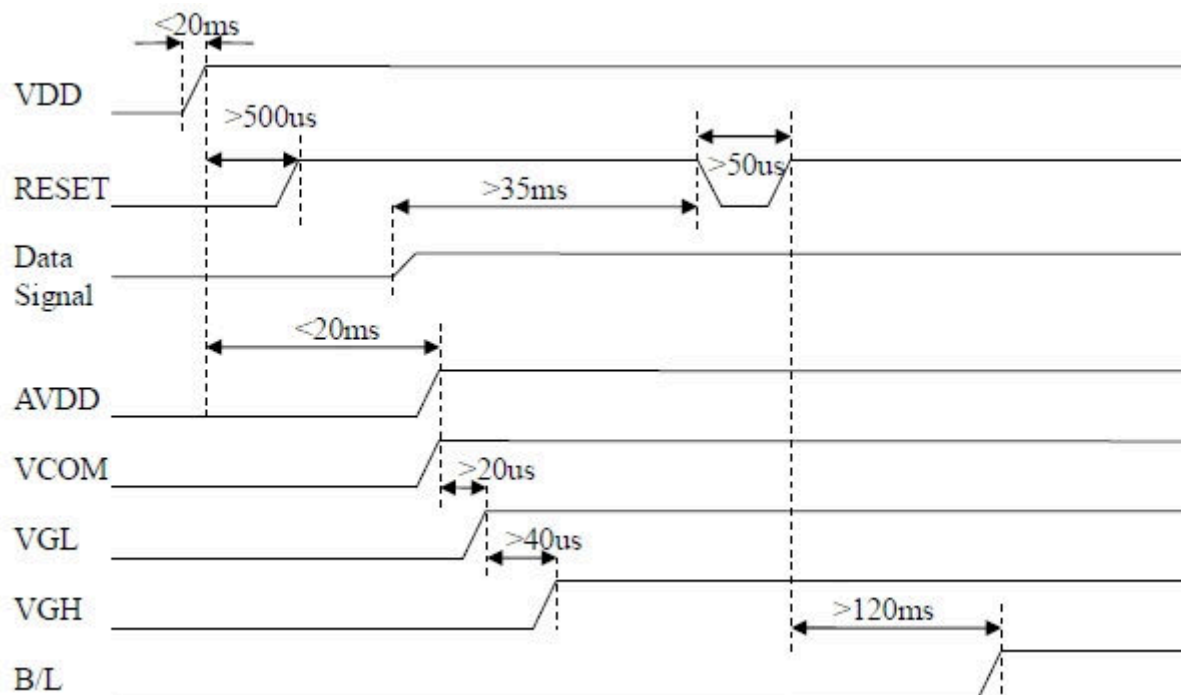 <20ms
VDD
>500us
>50us
RESET
>35ms
Data
Signal
<20ms
AVDD
VCOM
>20us
VGL
>40us
VGH
>120ms
B/L